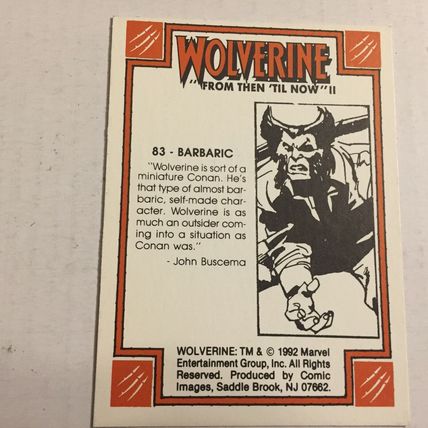 WOLVERINE
"FROM THEN 'TIL NOW" II
83 - BARBARIC
"Wolverine is sort of a
miniature Conan. He's
that type of almost bar-
baric, self-made char-
acter. Wolverine is as
much an outsider com-
ing into a situation as
Conan was."
- John Buscema
WOLVERINE: TM & © 1992 Marvel
Entertainment Group, Inc. All Rights
Reserved. Produced by Comic
Images, Saddle Brook, NJ 07662.